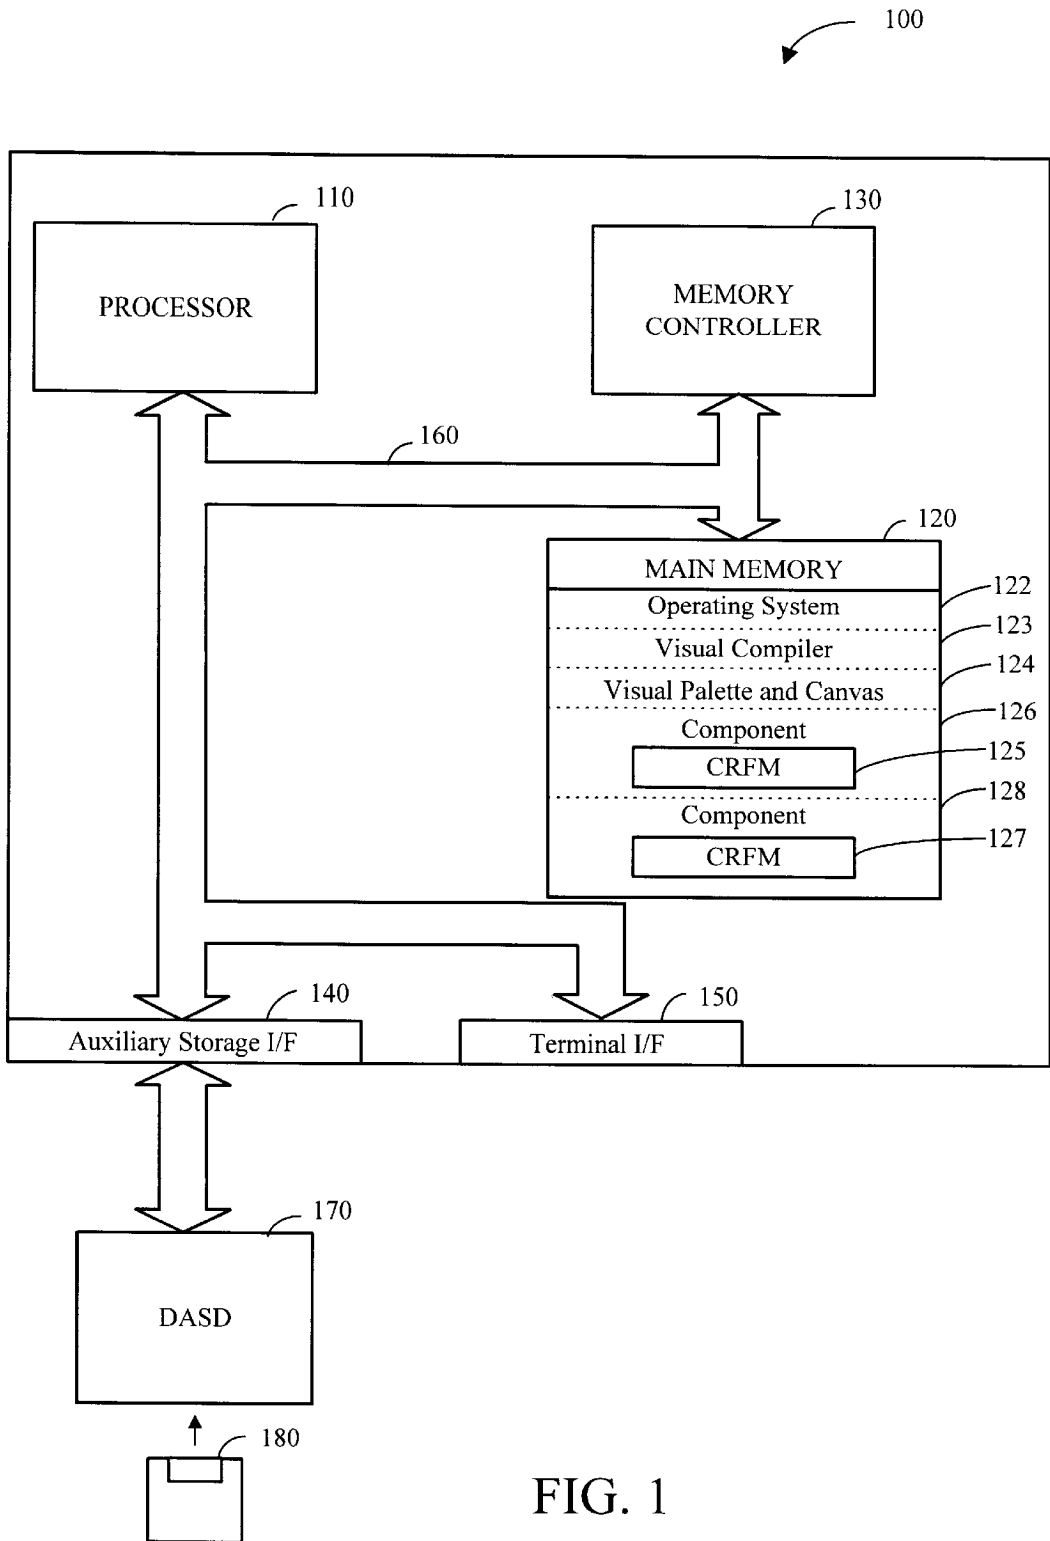 100
110
130
PROCESSOR
MEMORY
CONTROLLER
160
120
MAIN MEMORY
122
Operating System
123
Visual Compiler
124
Visual Palette and Canvas
126
Component
125
CRFM
128
Component
127
CRFM
140
150
Auxiliary Storage I/F
Terminal I/F
170
DASD
180
FIG. 1